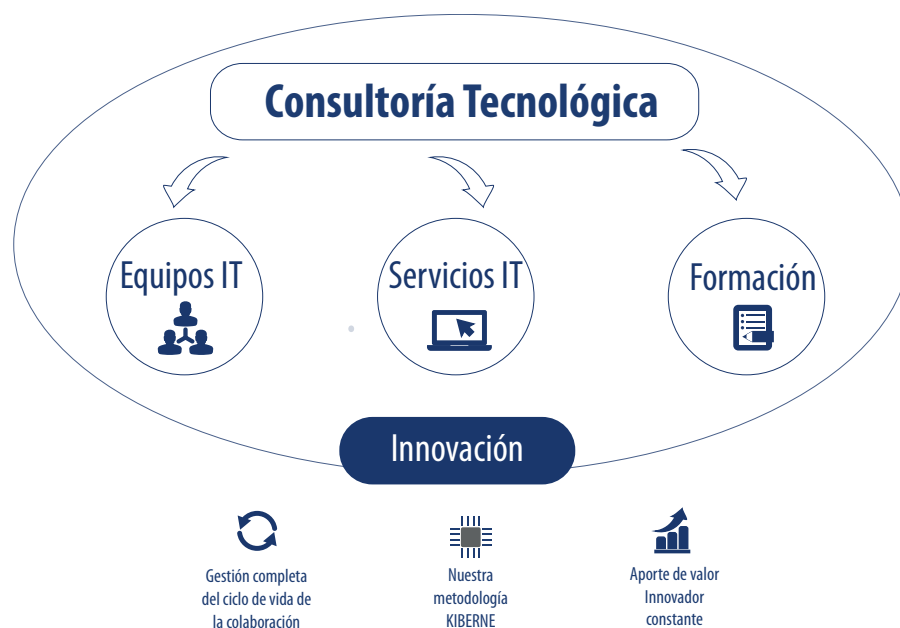 Consultoría Tecnológica
Equipos IT
Servicios IT
Formación
Innovación
Gestión completa
del ciclo de vida de
la colaboración
Nuestra
metodología
KIBERNE
Aporte de valor
Innovador
constante